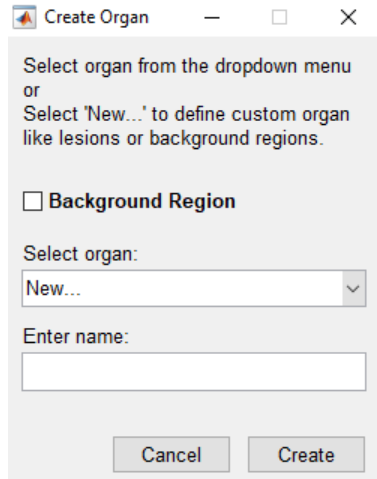 Create Organ
Select organ from the dropdown menu
or
Select 'New...' to define custom organ
like lesions or background regions.
Background Region
Select organ:
New...
Enter name:
Cancel Create